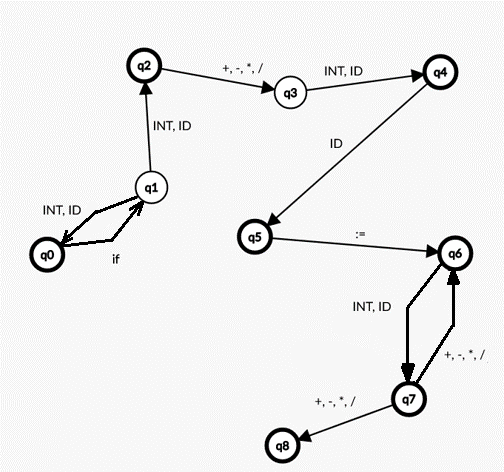 q2
+, -, *, /
q3
INT, ID
q4
INT, ID
ID
q1
INT, ID
q0
if
q5
:=
q6
INT, ID
+, -, *, /
q7
+, -, *, /
q8